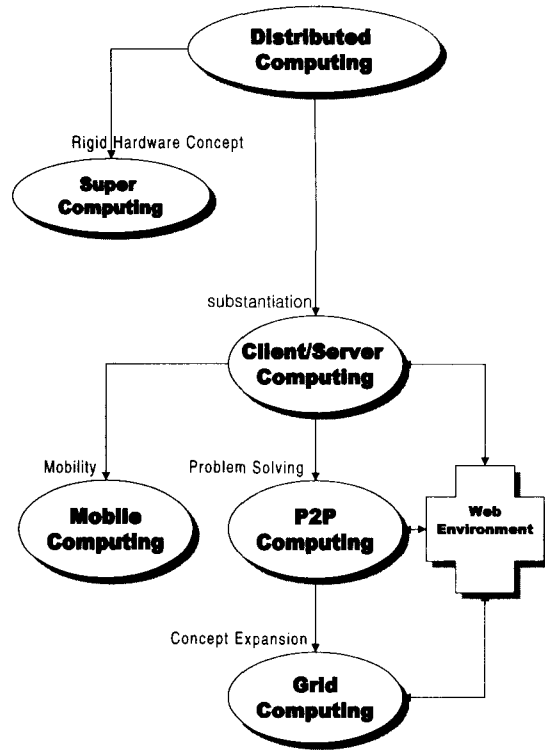 Distributed
Computing
Rigid Hardware Concept
Super
Computing
substantiation
Client/Server
Computing
Mobility
Problem Solving
Mobile
Computing
P2P
Computing
Web
Environment
Concept Expansion
Grid
Computing